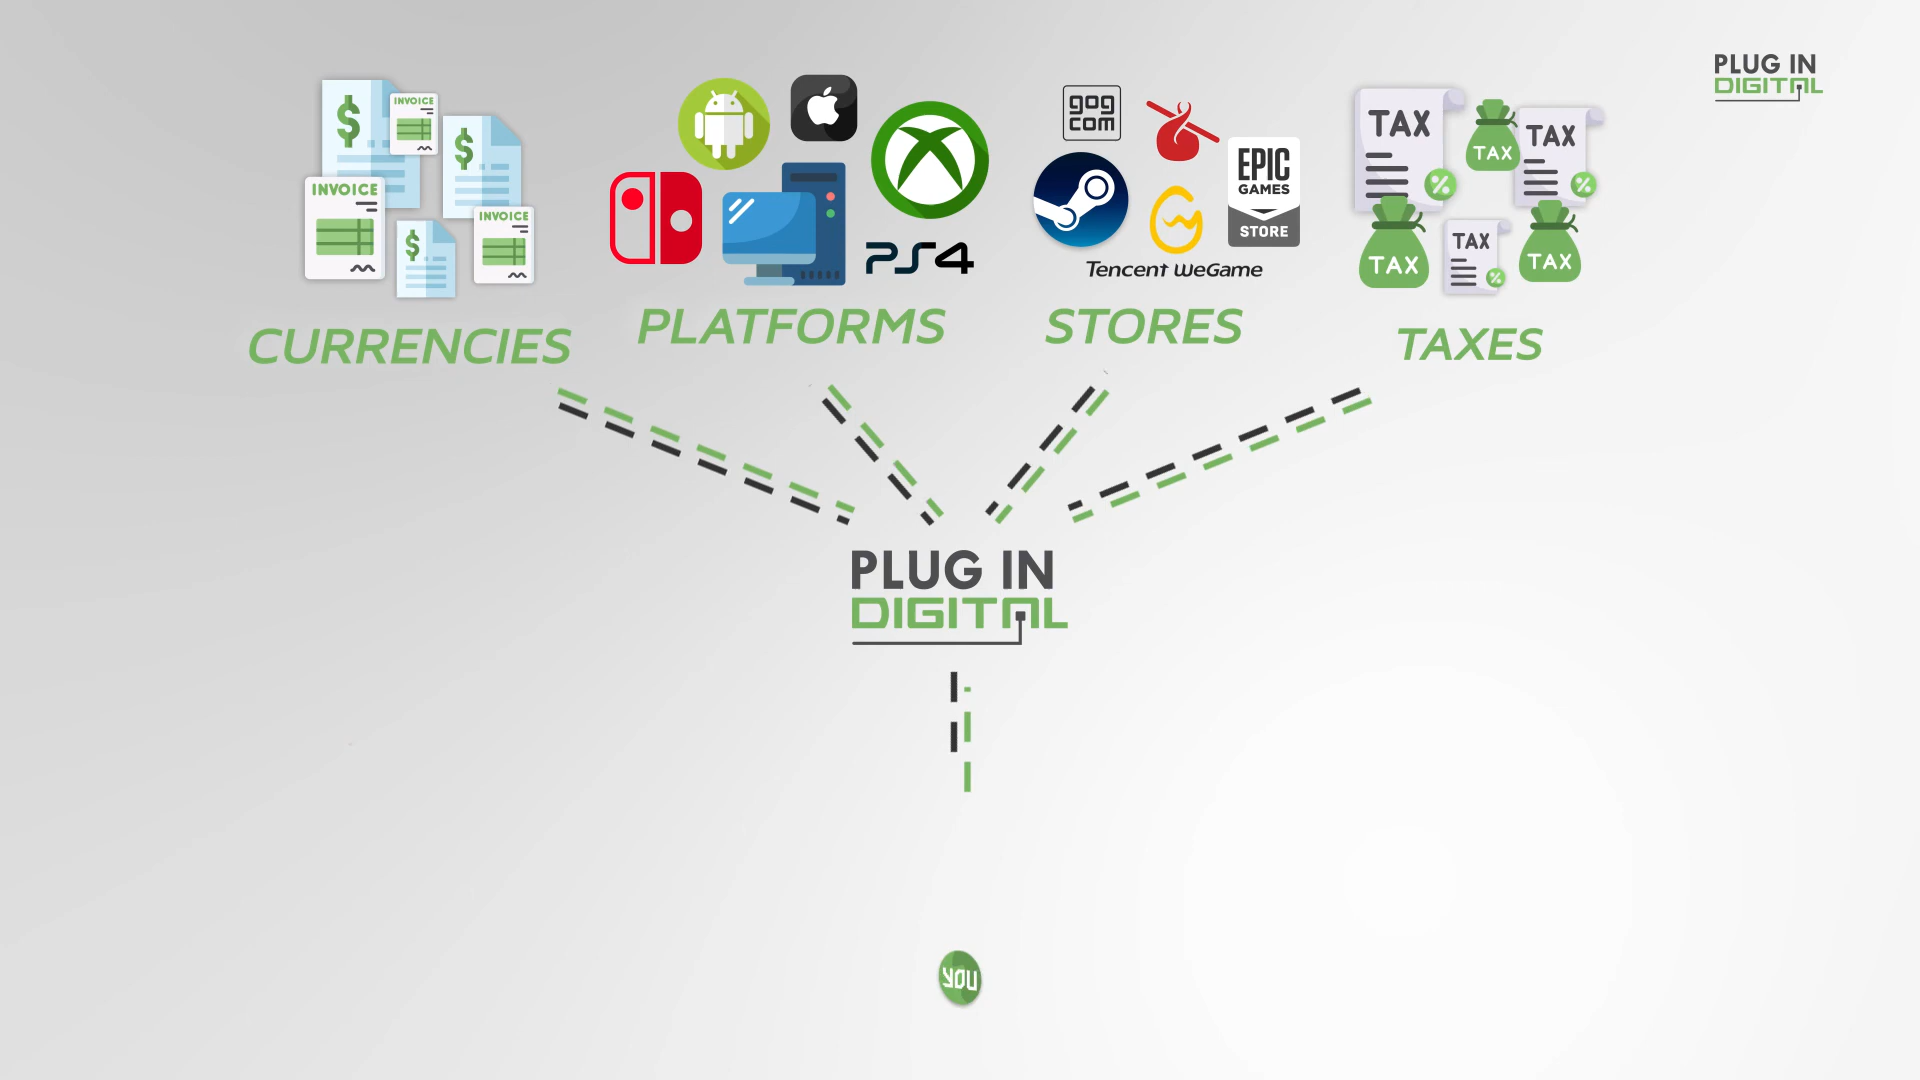 INVOICE
INVOICE
INVOICE
CURRENCIES
PS4
PLATFORMS
gog
com
EPIC
GAMES
STORE
Tencent WeGame
STORES
TAX
TAX
TAX
TAX
TAX
TAX
TAXES
PLUG IN
DIGITAL
PLUG IN
DIGITAL
YOU